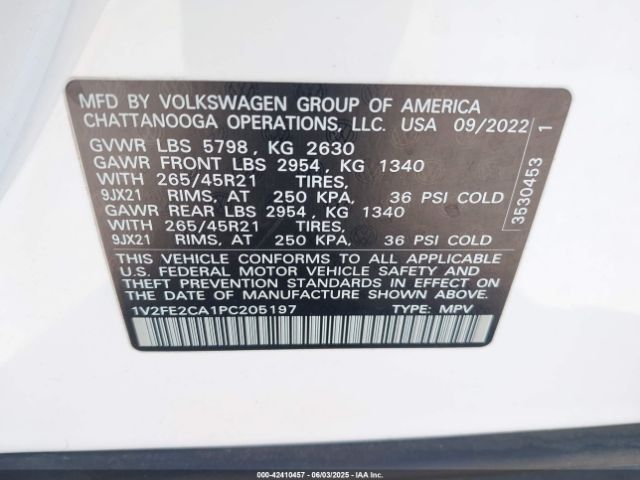 MFD BY VOLKSWAGEN GROUP OF AMERICA
CHATTANOOGA OPERATIONS, LLC. USA 09/2022
GVWR LBS 5798, KG 2630
GAWR FRONT LBS 2954, KG 1340
WITH 265/45R21 TIRES,
9JX21 RIMS, AT 250 KPA, 36 PSI COLD
GAWR REAR LBS 2954, KG 1340
WITH 265/45R21 TIRES,
9JX21 RIMS, AT 250 KPA, 36 PSI COLD
THIS VEHICLE CONFORMS TO ALL APPLICABLE
U.S. FEDERAL MOTOR VEHICLE SAFETY AND
THEFT PREVENTION STANDARDS IN EFFECT ON
THE DATE OF MANUFACTURE SHOWN ABOVE.
1V2FE2CA1PC205197 TYPE: MPV
3530453 1
000-42410457 - 06/03/2025 - IAA, Inc.